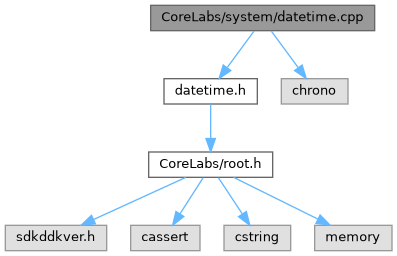 CoreLabs/system/datetime.cpp
datetime.h
chrono
CoreLabs/root.h
sdkddkver.h
cassert
cstring
memory